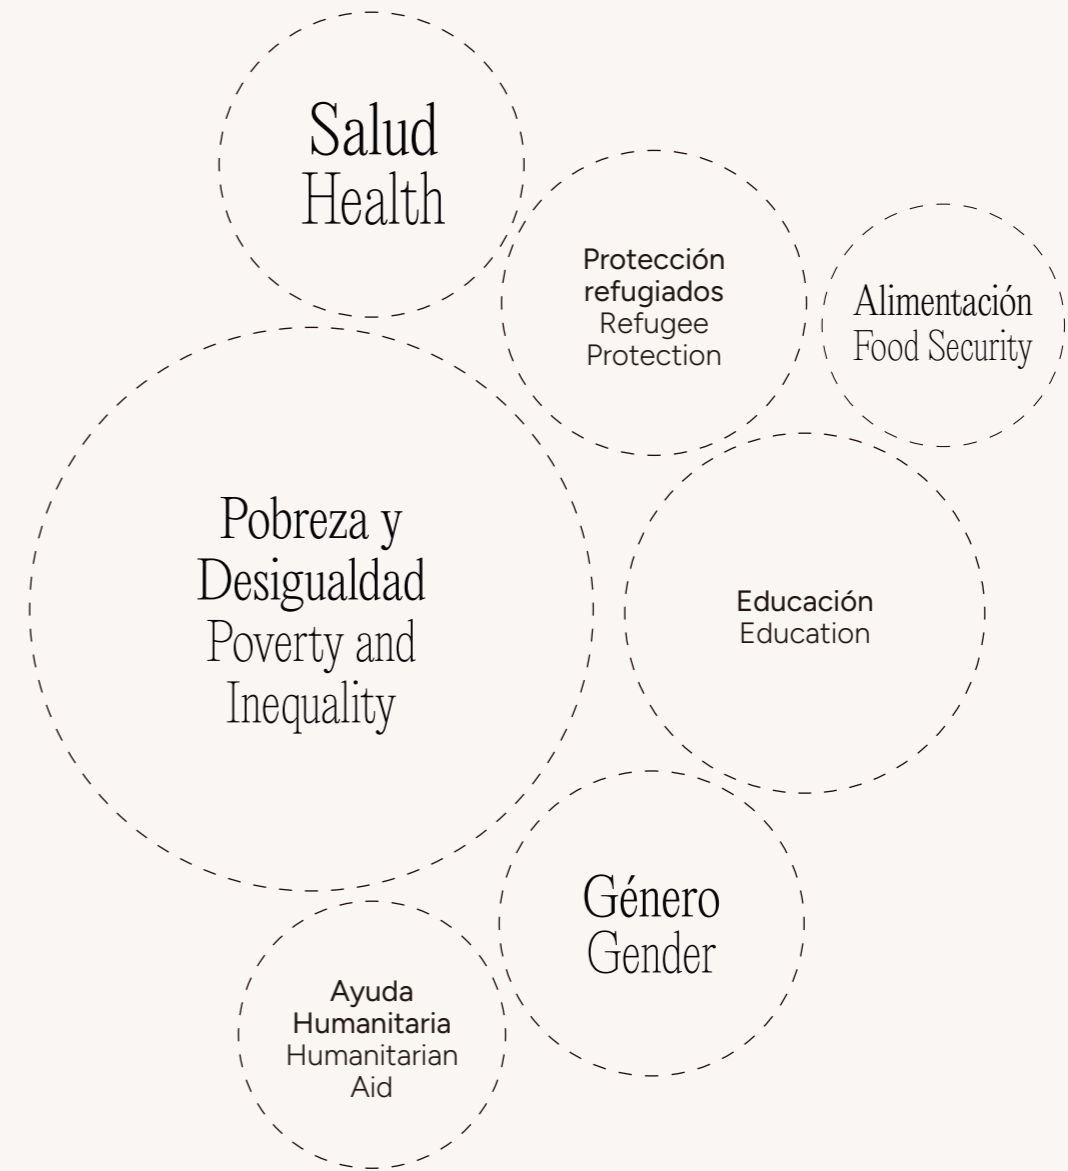 Salud
Health
Protección
refugiados
Refugee
Protection
Alimentación
Food Security
Pobreza y
Desigualdad
Poverty and
Inequality
Educación
Education
Género
Gender
Ayuda
Humanitaria
Humanitarian
Aid